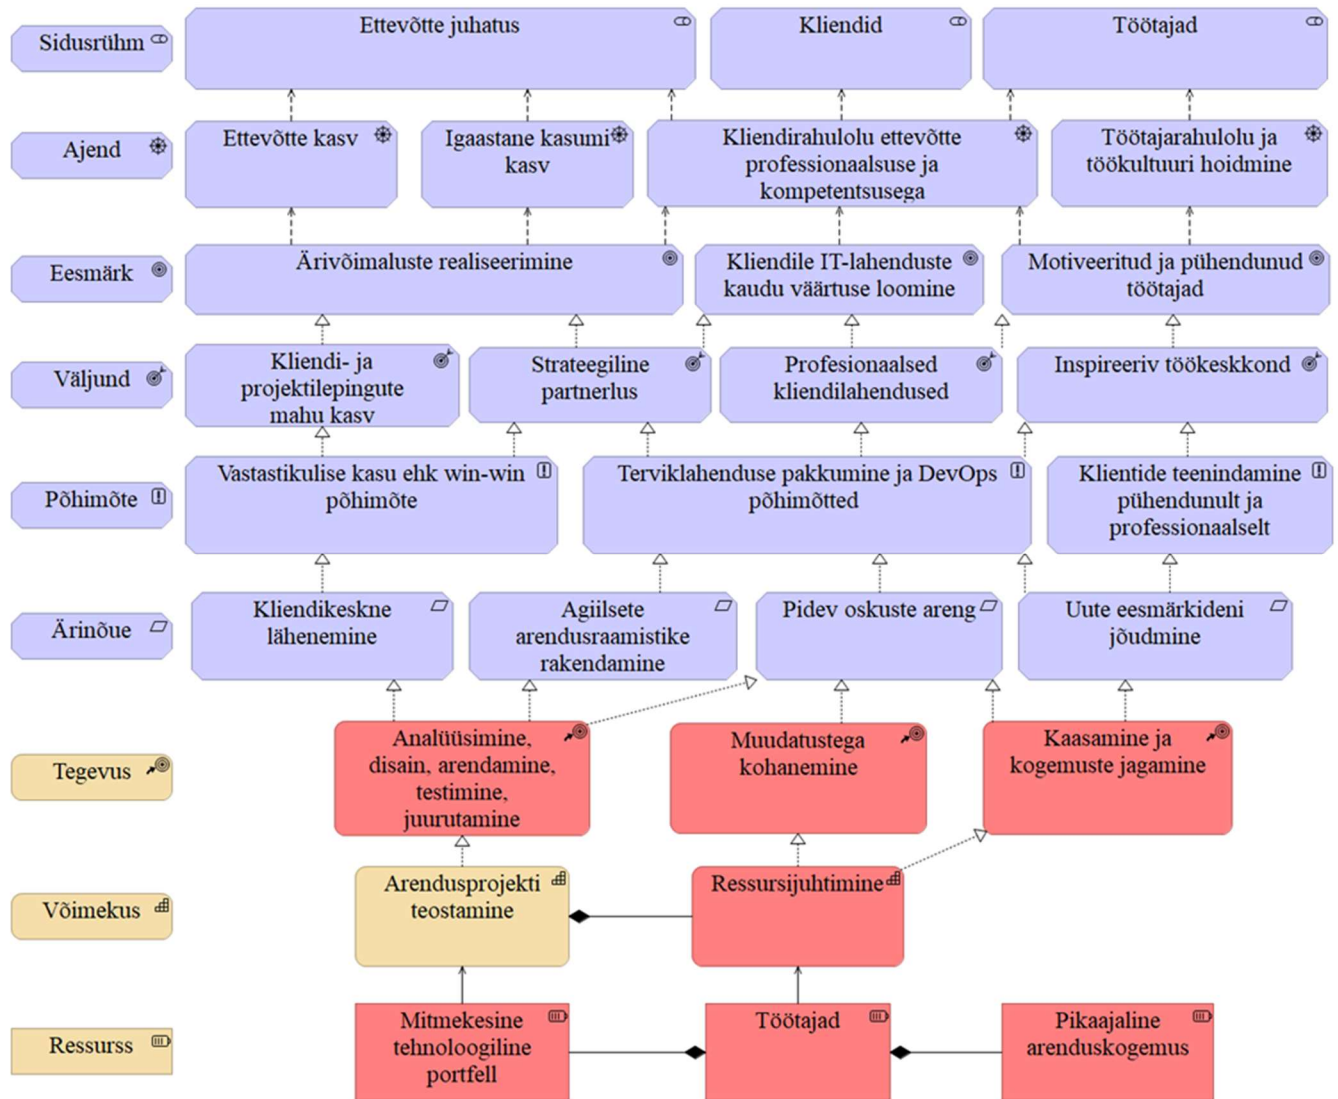 Sidusrühm
Ettevõtte juhatus
Kliendid
Töötajad
Ajend
Ettevõtte kasv
Igaastane kasumi
kasv
Kliendirahulolu ettevõtte
professionaalsuse ja
kompetentsusega
Töötajarahulolu ja
töökultuuri hoidmine
Eesmärk
Ärivõimaluste realiseerimine
Kliendile IT-lahenduste
kaudu väärtuse loomine
Motiveeritud ja pühendunud
töötajad
Väljund
Kliendi- ja
projektilepingute
mahu kasv
Strateegiline
partnerlus
Profesionaalsed
kliendilahendused
Inspireeriv töökeskkond
Põhimõte
Vastastikulise kasu ehk win-win
põhimõte
Terviklahenduse pakkumine ja DevOps
põhimõtted
Klientide teenindamine
pühendunult ja
professionaalselt
Ärinõue
Kliendikeskne
lähenemine
Agiilsete
arendusraamistike
rakendamine
Pidev oskuste areng
Uute eesmärkideni
jõudmine
Tegevus
Analüüsimine,
disain, arendamine,
testimine,
juurutamine
Muudatustega
kohanemine
Kaasamine ja
kogemuste jagamine
Võimekus
Arendusprojekti
teostamine
Ressursijuhtimine
Ressurss
Mitmekesine
tehnoloogiline
portfell
Töötajad
Pikaajaline
arenduskogemus